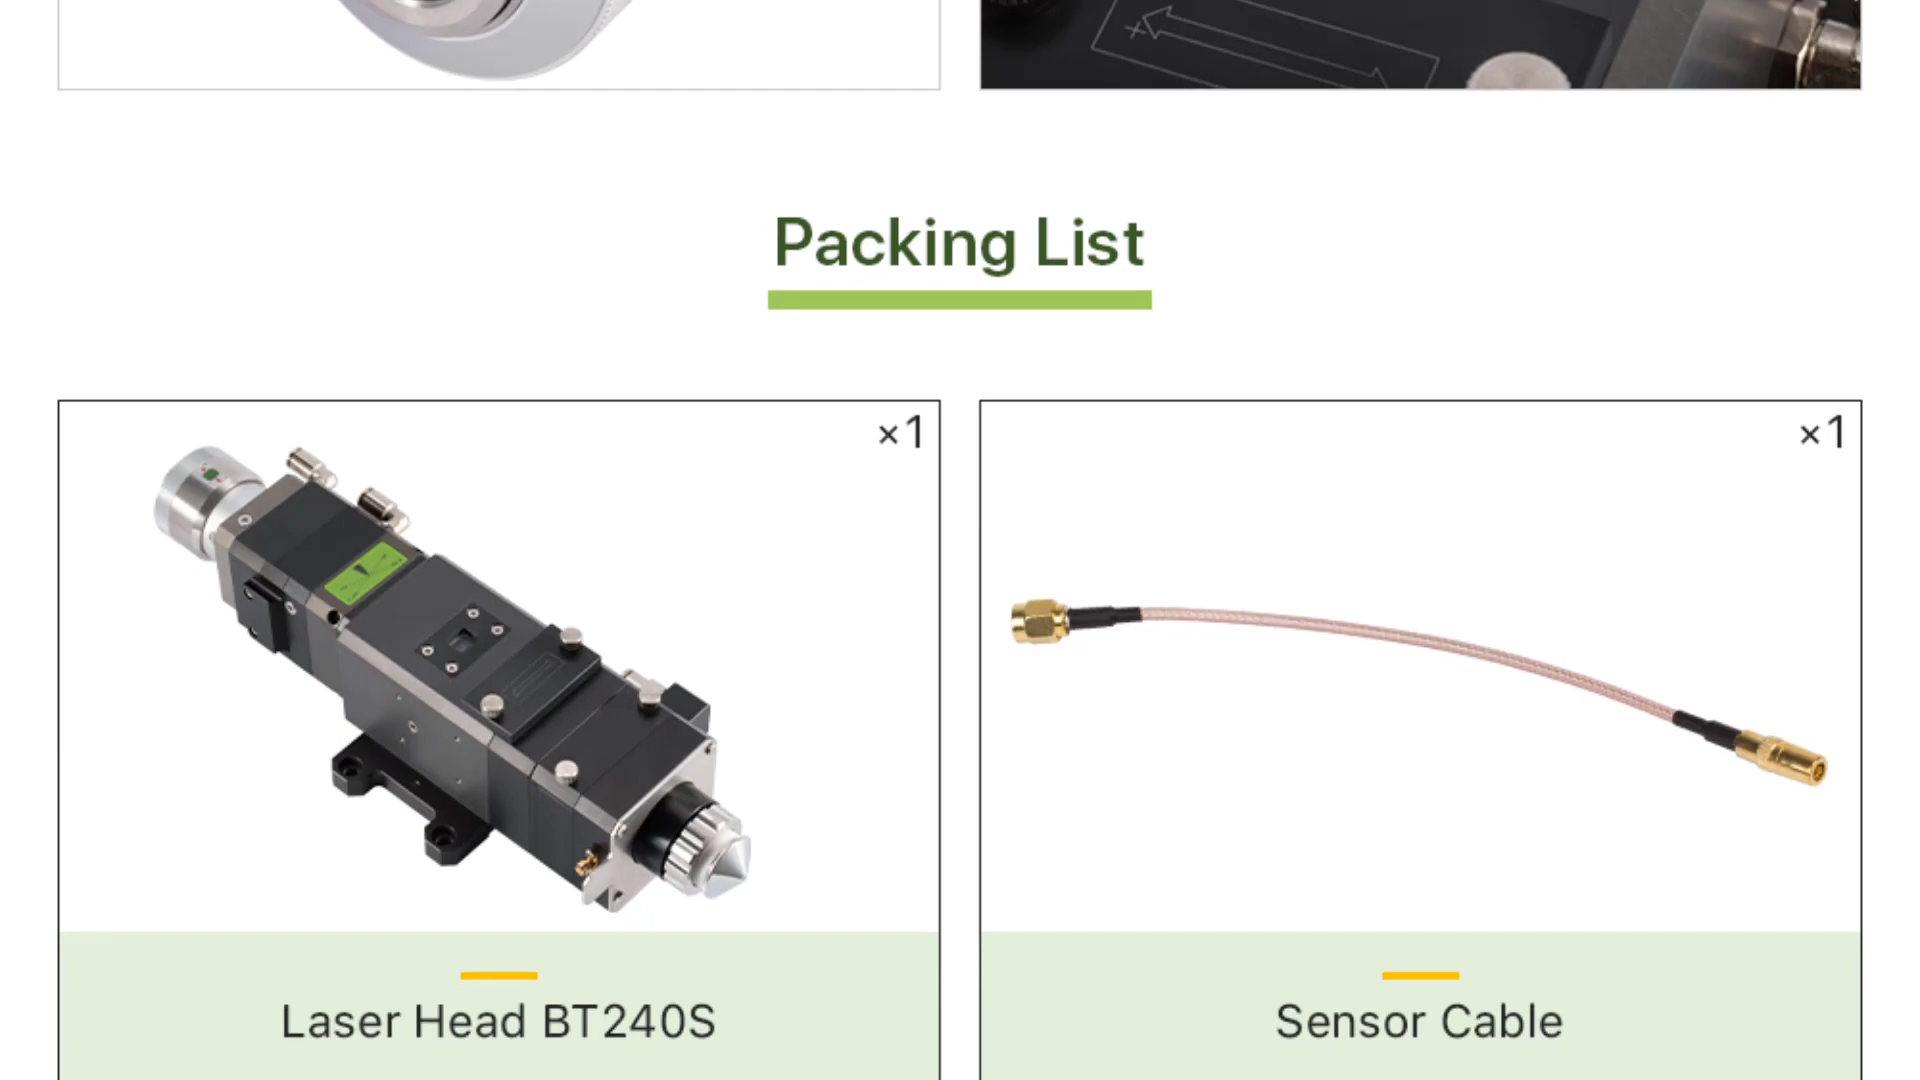 Packing List
×1
×1
Laser Head BT240S
Sensor Cable